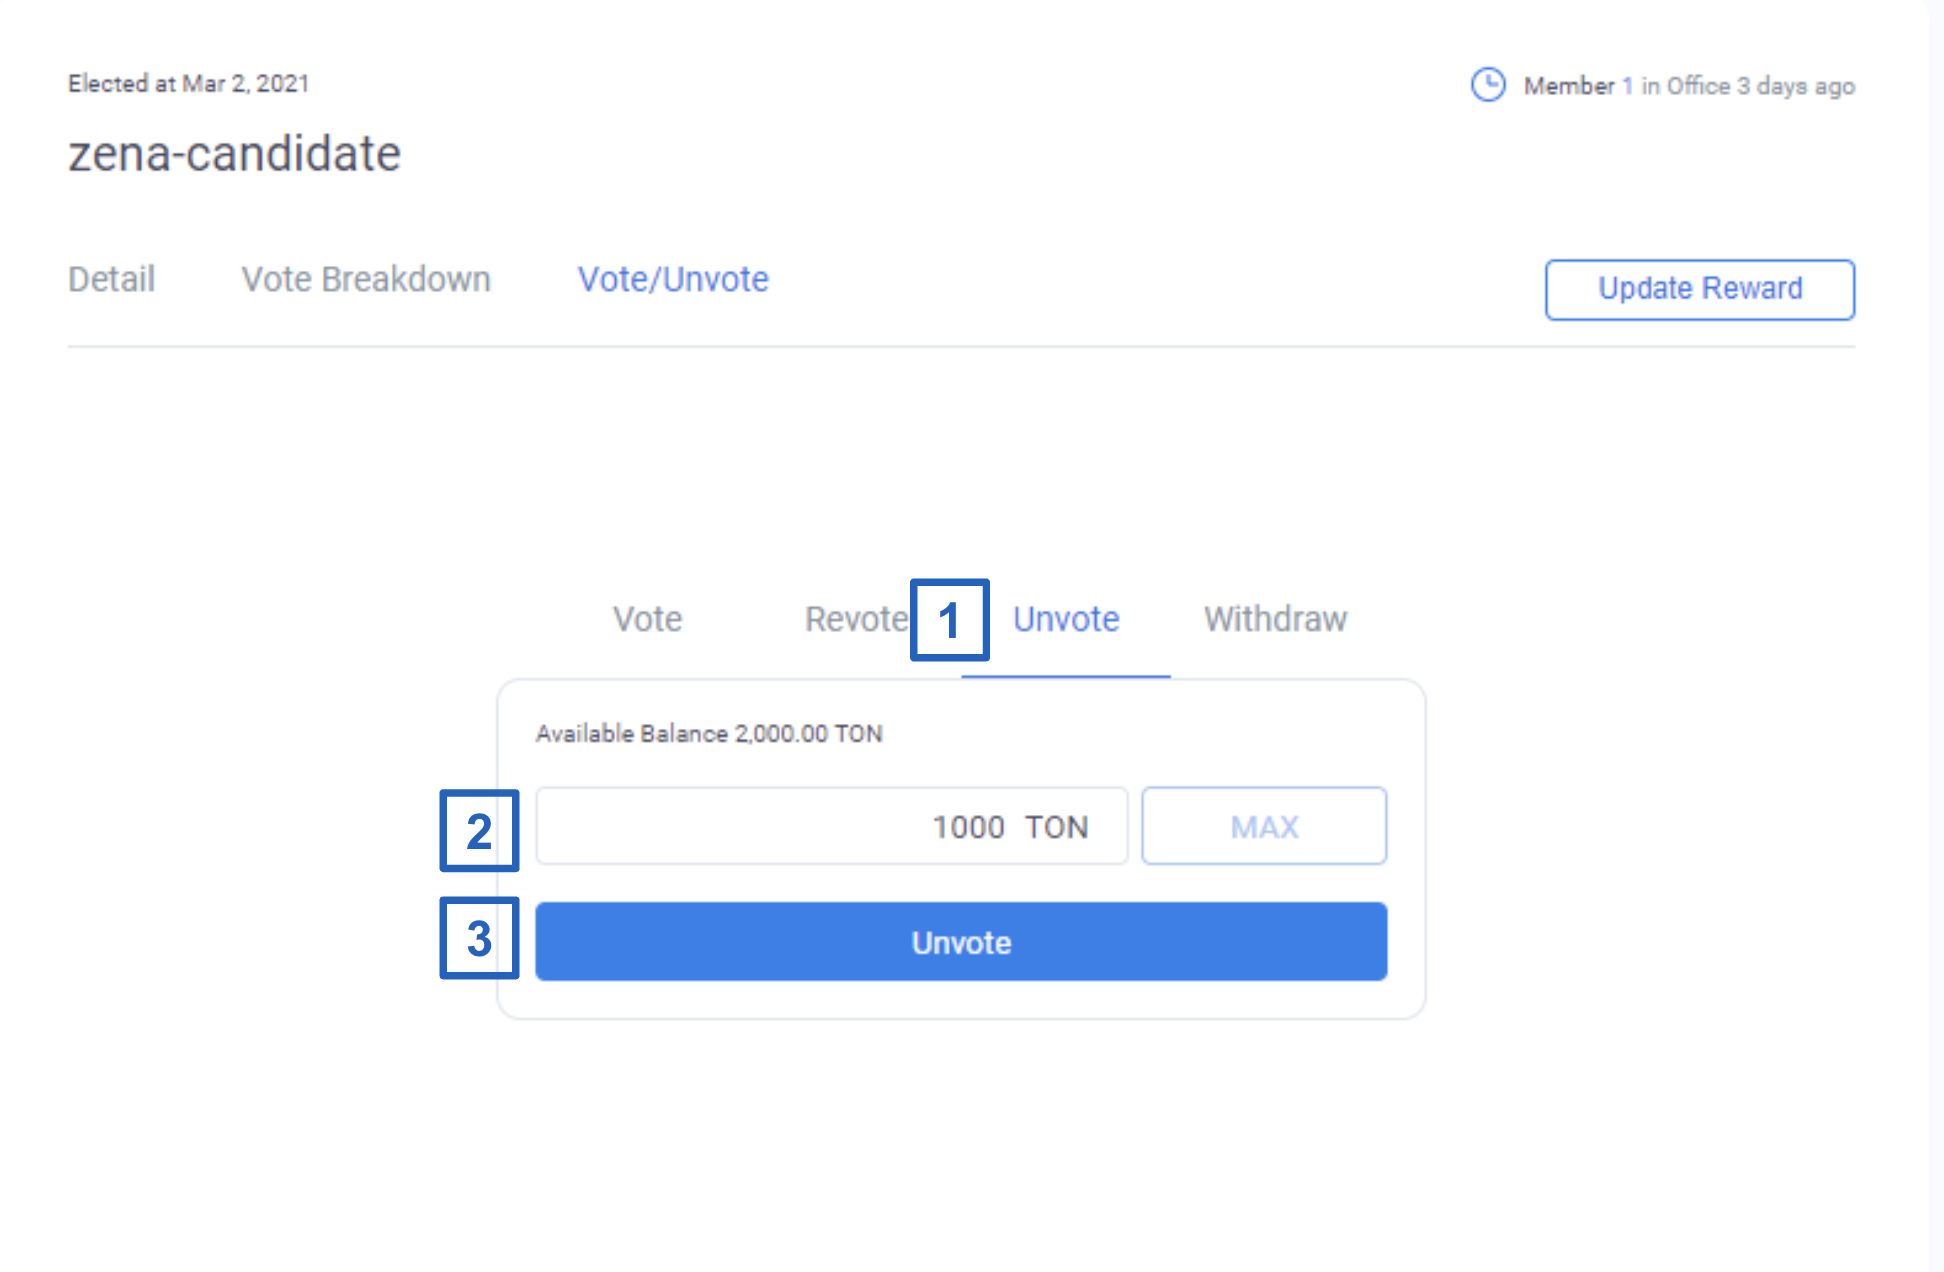 Elected at Mar 2, 2021
Member 1 in Office 3 days ago
zena-candidate
Detail Vote Breakdown Vote/Unvote Update Reward
Vote Revote 1 Unvote Withdraw
Available Balance 2,000.00 TON
2 1000 TON MAX
3 Unvote